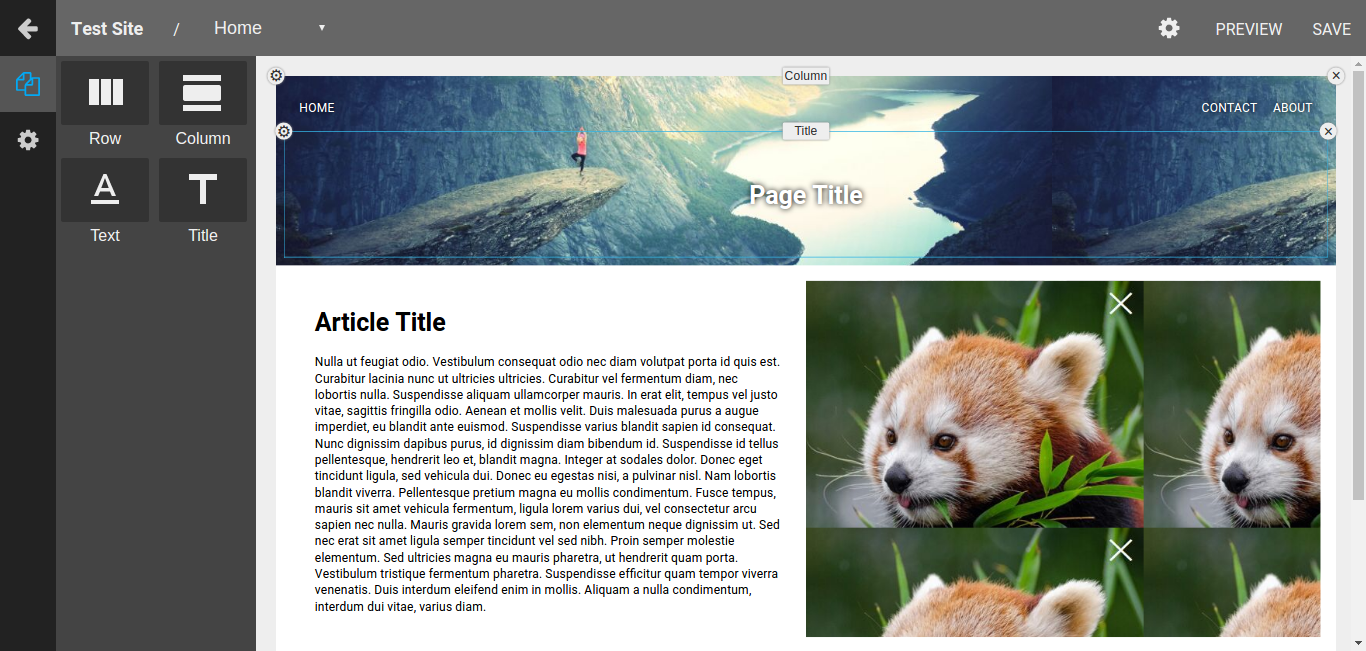 Test Site / Home
PREVIEW SAVE
Row Column
Text Title
Column
HOME
CONTACT ABOUT
Title
Page Title
Article Title
Nulla ut feugiat odio. Vestibulum consequat odio nec diam volutpat porta id quis est.
Curabitur lacinia nunc ut ultricies ultricies. Curabitur vel fermentum diam, nec
lobortis nulla. Suspendisse aliquam ullamcorper mauris. In erat elit, tempus vel justo
vitae, sagittis fringilla odio. Aenean et mollis velit. Duis malesuada purus a augue
imperdiet, eu blandit ante euismod. Suspendisse varius blandit sapien id consequat.
Nunc dignissim dapibus purus, id dignissim diam bibendum id. Suspendisse id tellus
pellentesque, hendrerit leo et, blandit magna. Integer at sodales dolor. Donec eget
tincidunt ligula, sed vehicula dui. Donec eu egestas nisi, a pulvinar nisl. Nam lobortis
blandit viverra. Pellentesque pretium magna eu mollis condimentum. Fusce tempus,
mauris sit amet vehicula fermentum, ligula lorem varius dui, vel consectetur arcu
sapien nec nulla. Mauris gravida lorem sem, non elementum neque dignissim ut. Sed
nec erat sit amet ligula semper tincidunt vel sed nibh. Proin semper molestie
elementum. Sed ultricies magna eu mauris pharetra, ut hendrerit quam porta.
Vestibulum tristique fermentum pharetra. Suspendisse efficitur quam tempor viverra
venenatis. Duis interdum eleifend enim in mollis. Aliquam a nulla condimentum,
interdum dui vitae, varius diam.